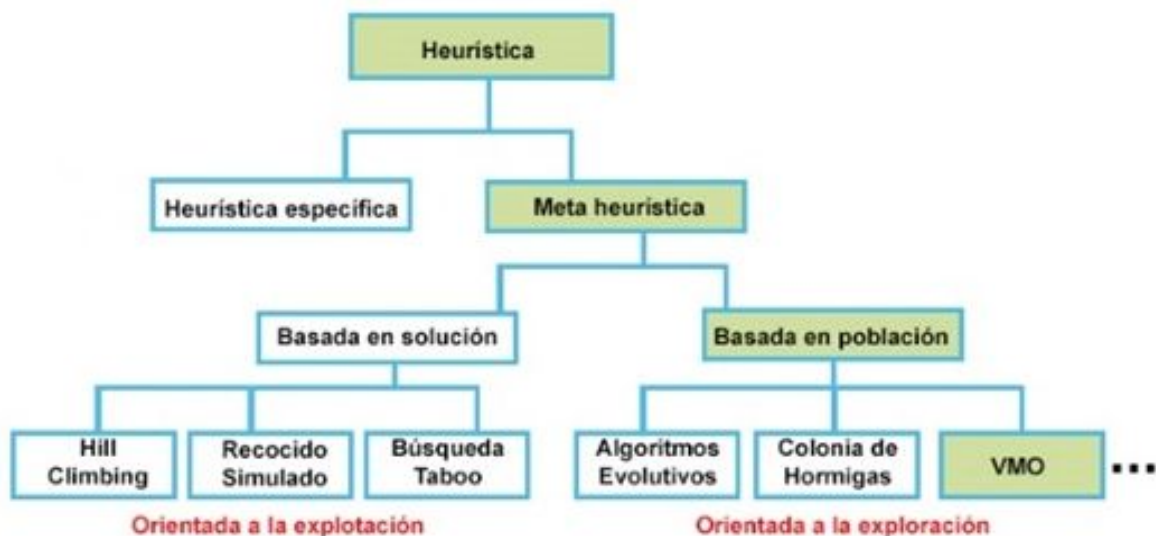 Heurística
Heurística específica
Meta heurística
Basada en solución
Basada en población
Hill
Climbing
Recocido
Simulado
Búsqueda
Taboo
Algoritmos
Evolutivos
Colonia de
Hormigas
VMO
...
Orientada a la explotación
Orientada a la exploración